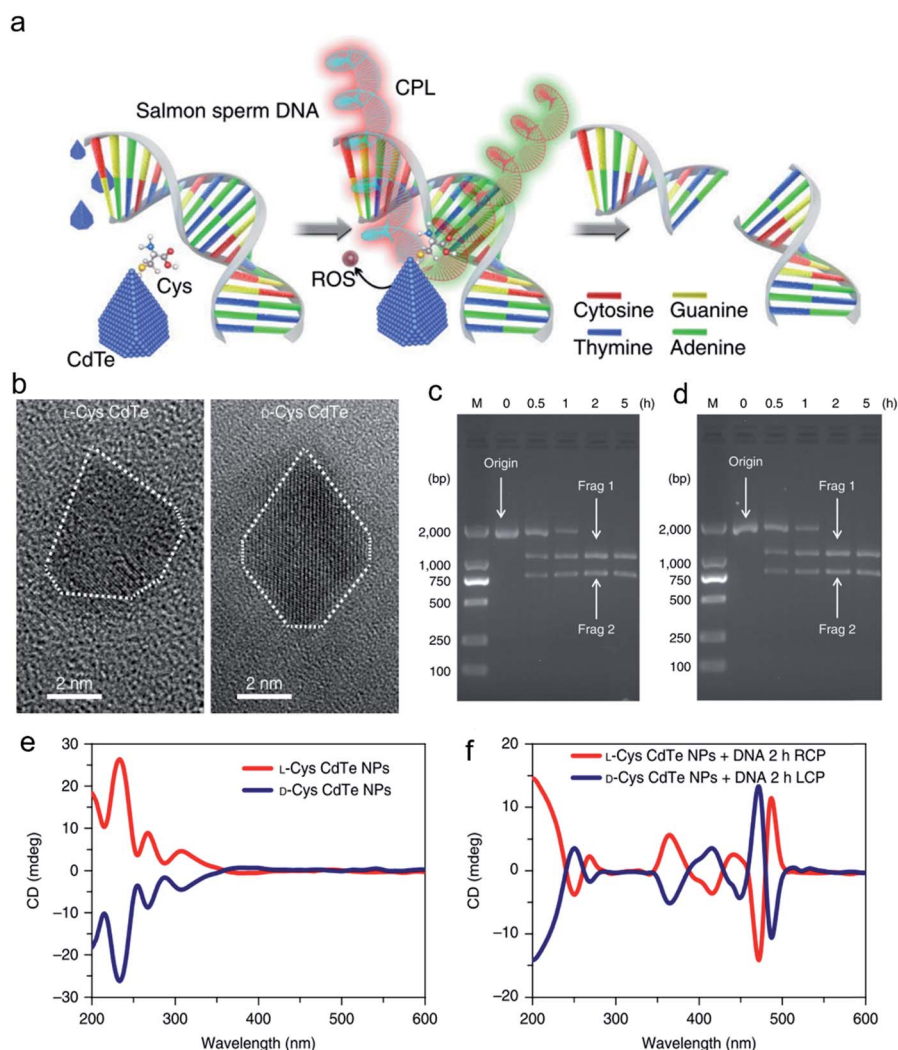 a
Salmon sperm DNA
CPL
Cys
ROS
CdTe
Cytosine
Guanine
Thymine
Adenine
b
L-Cys CdTe
D-Cys CdTe
2 nm
2 nm
c
M 0 0.5 1 2 5 (h)
(bp)
Origin
Frag 1
2,000
1,000
750
500
Frag 2
250
100
d
M 0 0.5 1 2 5 (h)
(bp)
Origin
Frag 1
2,000
1,000
750
500
Frag 2
250
100
e
30
20
10
0
−10
−20
−30
CD (mdeg)
L-Cys CdTe NPs
D-Cys CdTe NPs
200 300 400 500 600
Wavelength (nm)
f
20
10
0
−10
−20
CD (mdeg)
L-Cys CdTe NPs + DNA 2 h RCP
D-Cys CdTe NPs + DNA 2 h LCP
200 300 400 500 600
Wavelength (nm)